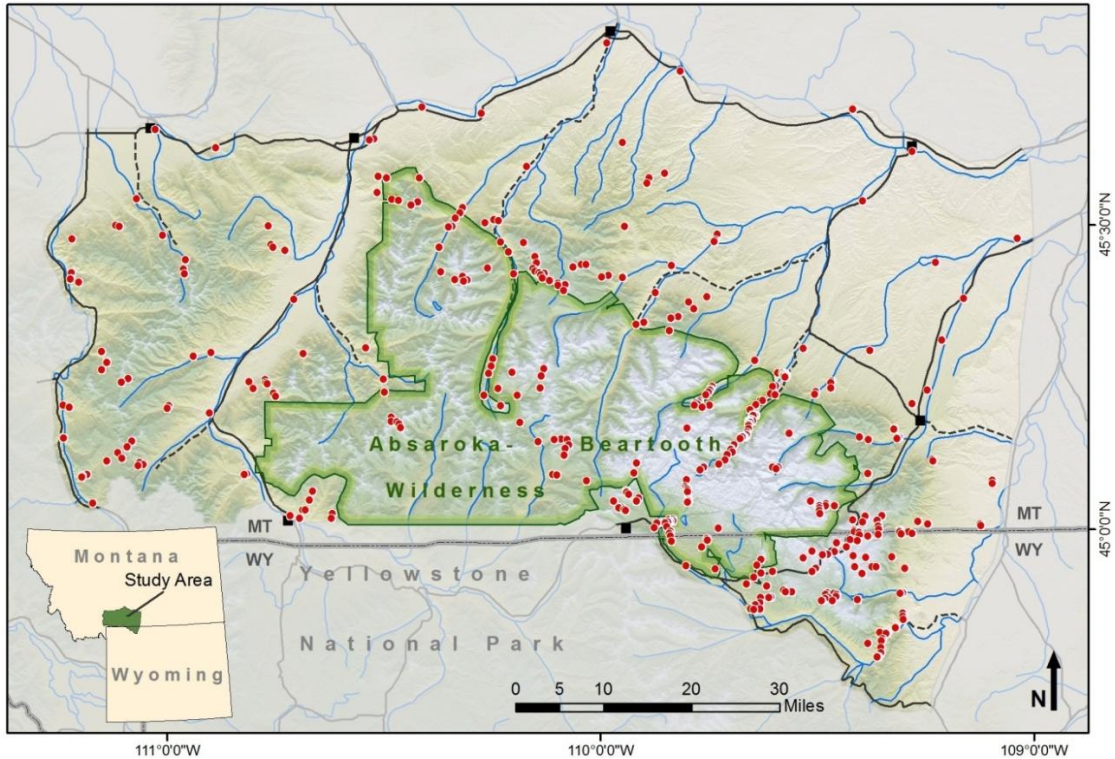 45°30'0"N
Absaroka-
Beartooth
Wilderness
MT
MT
WY
WY
45°0'0"N
Montana
Study Area
Wyoming
Yellowstone
National Park
0 5 10 20 30
Miles
N
111°0'0"W
110°0'0"W
109°0'0"W